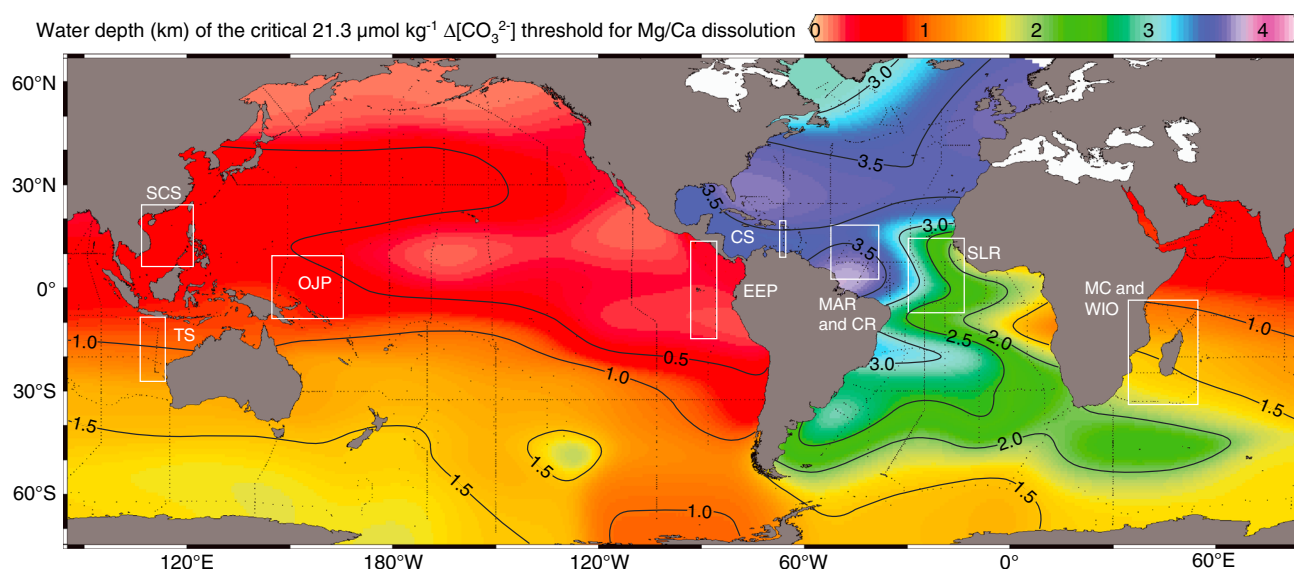 Water depth (km) of the critical 21.3 μmol kg⁻¹ Δ[CO₃²⁻] threshold for Mg/Ca dissolution
0 1 2 3 4
60°N
30°N
0°
30°S
60°S
120°E 180°W 120°W 60°W 0° 60°E
SCS
OJP
TS
EEP
CS
MAR
and CR
SLR
MC and
WIO
3.0
3.5
3.5
3.0
3.5
2.5
2.0
3.0
2.0
1.0
1.5
1.5
0.5
1.0
1.0
1.5
1.5
1.5
1.0